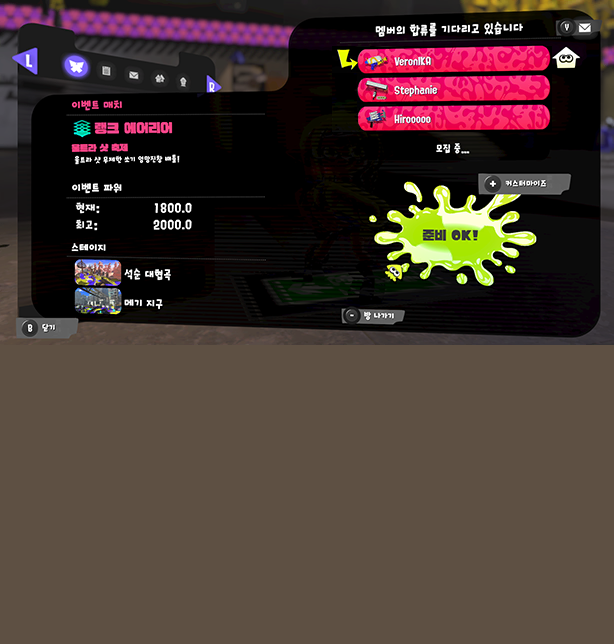 멤버의 합류를 기다리고 있습니다
Y
L
R
VeronIKA
Stephanie
Hirooooo
모집 중...
이벤트 매치
랭크 에어리어
울트라 샷 축제
울트라 샷 무제한 쏘기 엉망진창 배틀!
이벤트 파워
현재: 1800.0
최고: 2000.0
스테이지
석순 대협곡
메기 지구
+ 커스터마이즈
준비 OK!
- 방 나가기
B 닫기